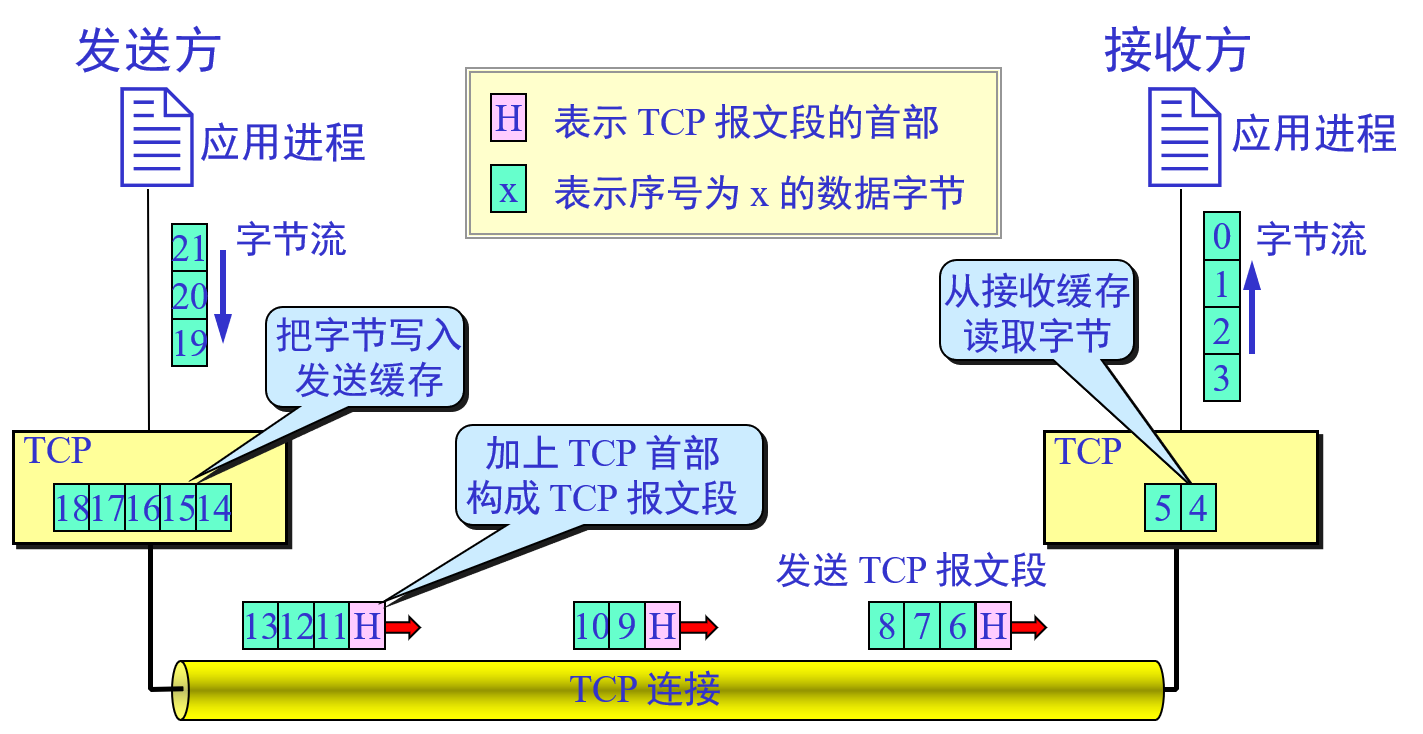 发送方
接收方
应用进程
H 表示 TCP 报文段的首部
x 表示序号为 x 的数据字节
应用进程
21
20
19
字节流
0
1
2
3
字节流
把字节写入
发送缓存
从接收缓存
读取字节
TCP
18 17 16 15 14
加上 TCP 首部
构成 TCP 报文段
TCP
5 4
发送 TCP 报文段
13 12 11 H
10 9 H
8 7 6 H
TCP 连接